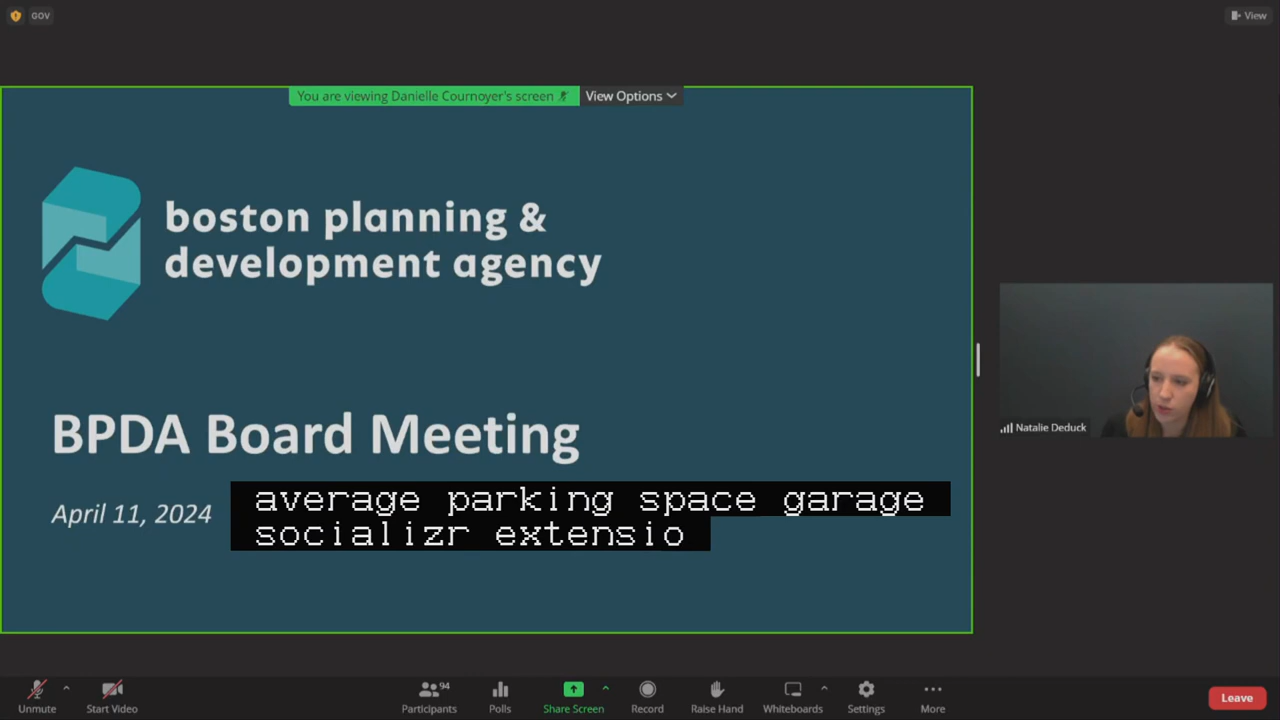 GOV
View
You are viewing Danielle Cournoyer's screen
View Options
boston planning &
development agency
BPDA Board Meeting
April 11, 2024
average parking space garage
socializr extensio
Natalie Deduck
Unmute
Start Video
Participants
94
Polls
Share Screen
Record
Raise Hand
Whiteboards
Settings
More
Leave